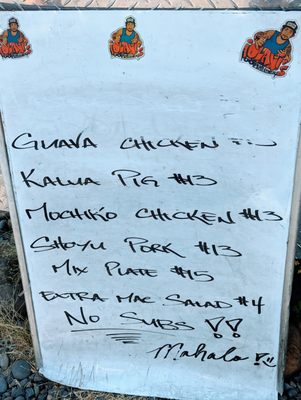 GUAVA CHICKEN
KALUA PIG #13
MOCHIKO CHICKEN #13
SHOYU PORK #13
MIX PLATE #15
EXTRA MAC SALAD #4
NO SUBS!!
Mahalo!